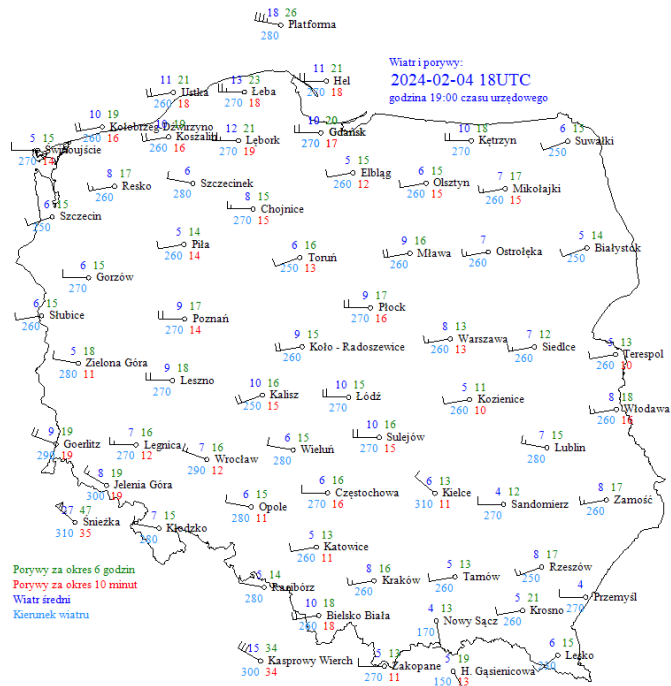 18 26
Platforma
280
Wiatr i porywy:
2024-02-04 18UTC
godzina 19:00 czasu urzędowego
11 21
Hel
270 18
11 21
Ustka
260 18
13 23
Łeba
270 18
10 19
Kołobrzeg-Dźwirzyno
260 16
19
Koszalin
260 16
12 21
Lębork
270 19
10 20
Gdańsk
270 17
10 18
Kętrzyn
270
6 15
Suwałki
250
5 15
Świnoujście
270 14
8 17
Resko
260
6
Szczecinek
280
5 15
Elbląg
260 12
6 15
Olsztyn
260 15
7 17
Mikołajki
260 15
6 15
Szczecin
250
8 15
Chojnice
270 15
5 14
Piła
260 14
6 16
Toruń
250 13
9 16
Mława
260
7
Ostrołęka
260
5 14
Białystok
250
6 15
Gorzów
270
6 15
Słubice
260
9 17
Poznań
270 14
9 17
Płock
270 16
9 15
Koło - Radoszewice
260
8 13
Warszawa
260 13
7 12
Siedlce
260
5 13
Terespol
260 10
5 18
Zielona Góra
280 11
9 18
Leszno
270
10 16
Kalisz
250 15
10 15
Łódź
270
5 11
Kozienice
260 10
8 18
Włodawa
260 16
9 19
Goerlitz
290 19
7 16
Legnica
270 12
7 16
Wrocław
290 12
6 15
Wieluń
280
10 16
Sulejów
270 15
7 15
Lublin
280
8 19
Jelenia Góra
300 19
6 15
Opole
280 11
6 16
Częstochowa
270 16
6 13
Kielce
310 11
4 12
Sandomierz
270
8 17
Zamość
260
27 47
Śnieżka
310 35
7 15
Kłodzko
280
5 13
Katowice
260 11
5 14
Racibórz
280
8 16
Kraków
260
5 13
Tarnów
260
8 17
Rzeszów
250
4
Przemyśl
270
Porywy za okres 6 godzin
Porywy za okres 10 minut
Wiatr średni
Kierunek wiatru
10 18
Bielsko Biała
260 18
4 13
Nowy Sącz
170
5 21
Krosno
260
15 34
Kasprowy Wierch
300 34
5 13
Zakopane
270 11
5 19
H. Gąsienicowa
150 13
6 15
Lesko